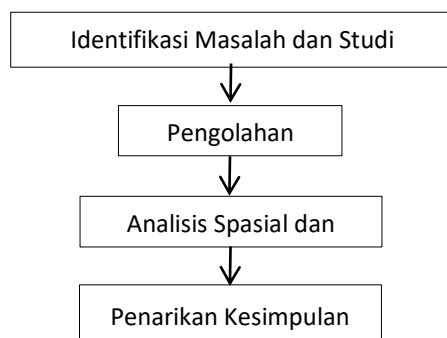 Identifikasi Masalah dan Studi
Pengolahan
Analisis Spasial dan
Penarikan Kesimpulan